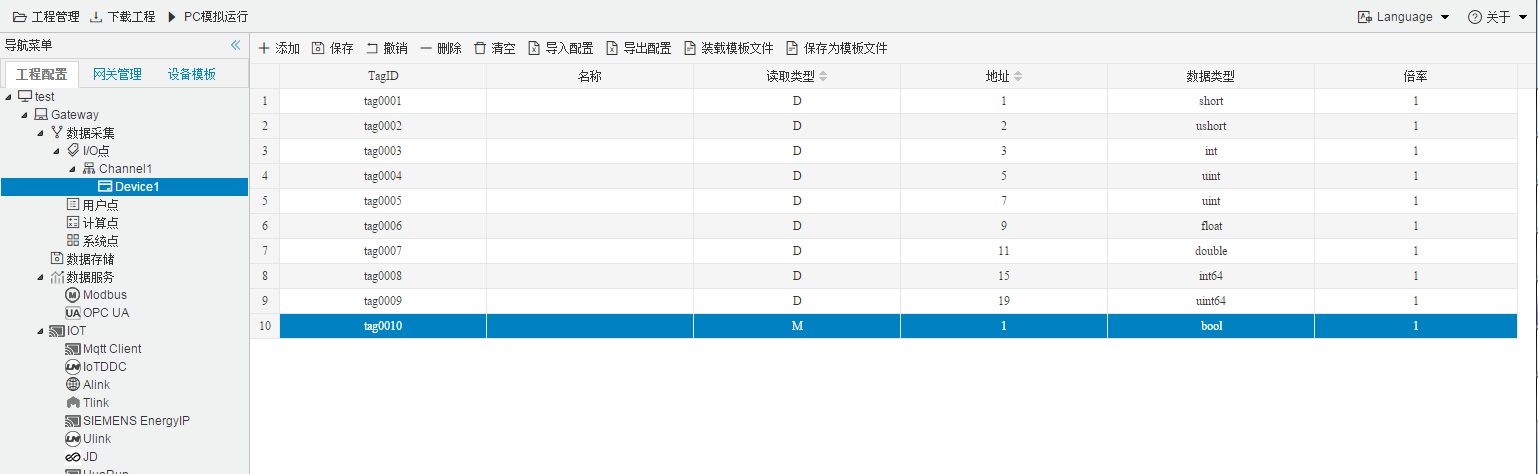 工程管理 下载工程 PC模拟运行 Language 关于
导航菜单
工程配置 网关管理 设备模板
test
Gateway
数据采集
I/O点
Channel1
Device1
用户点
计算点
系统点
数据存储
数据服务
Modbus
OPC UA
IOT
Mqtt Client
IoTDDC
Alink
Tlink
SIEMENS EnergyIP
Ulink
JD
HuaRun
添加 保存 撤销 删除 清空 导入配置 导出配置 装载模板文件 保存为模板文件
TagID 名称 读取类型 地址 数据类型 倍率
1 tag0001 D 1 short 1
2 tag0002 D 2 ushort 1
3 tag0003 D 3 int 1
4 tag0004 D 5 uint 1
5 tag0005 D 7 uint 1
6 tag0006 D 9 float 1
7 tag0007 D 11 double 1
8 tag0008 D 15 int64 1
9 tag0009 D 19 uint64 1
10 tag0010 M 1 bool 1